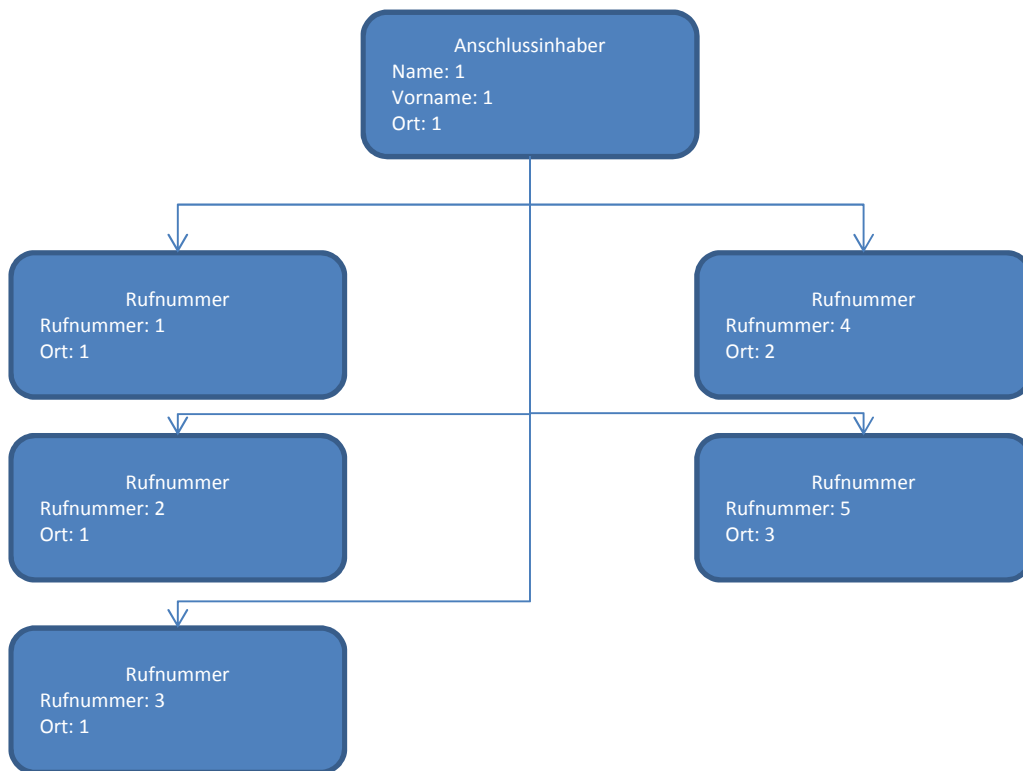 Anschlussinhaber
Name: 1
Vorname: 1
Ort: 1
Rufnummer
Rufnummer: 1
Ort: 1
Rufnummer
Rufnummer: 4
Ort: 2
Rufnummer
Rufnummer: 2
Ort: 1
Rufnummer
Rufnummer: 5
Ort: 3
Rufnummer
Rufnummer: 3
Ort: 1